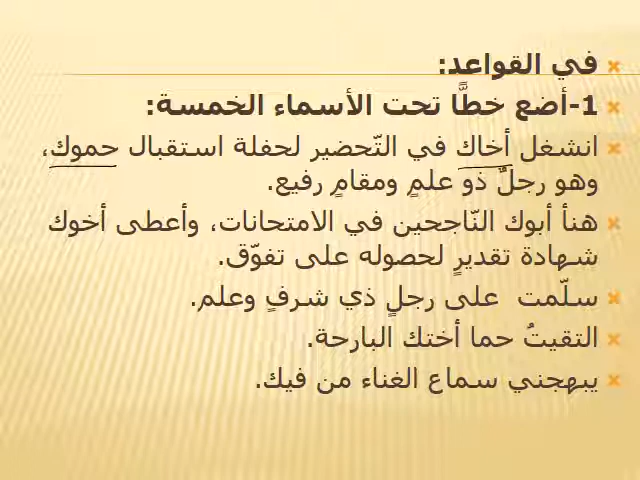 في القواعد:
1-أضع خطًّا تحت الأسماء الخمسة:
انشغل أخاك في التّحضير لحفلة استقبال حموك،
وهو رجلٌ ذو علمٍ ومقامٍ رفيع.
هنأ أبوك النّاجحين في الامتحانات، وأعطى أخوك
شهادة تقديرٍ لحصوله على تفوّق.
سلّمت على رجلٍ ذي شرفٍ وعلم.
التقيتُ حما أختك البارحة.
يبهجني سماع الغناء من فيك.